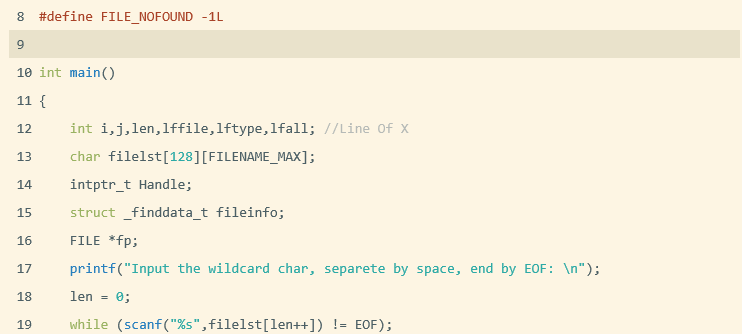 8 #define FILE_NOFOUND -1L
9
10 int main()
11 {
12 int i,j,len,lffile,lftype,lfall; //Line Of X
13 char filelst[128][FILENAME_MAX];
14 intptr_t Handle;
15 struct _finddata_t fileinfo;
16 FILE *fp;
17 printf("Input the wildcard char, separete by space, end by EOF: \n");
18 len = 0;
19 while (scanf("%s",filelst[len++]) != EOF);